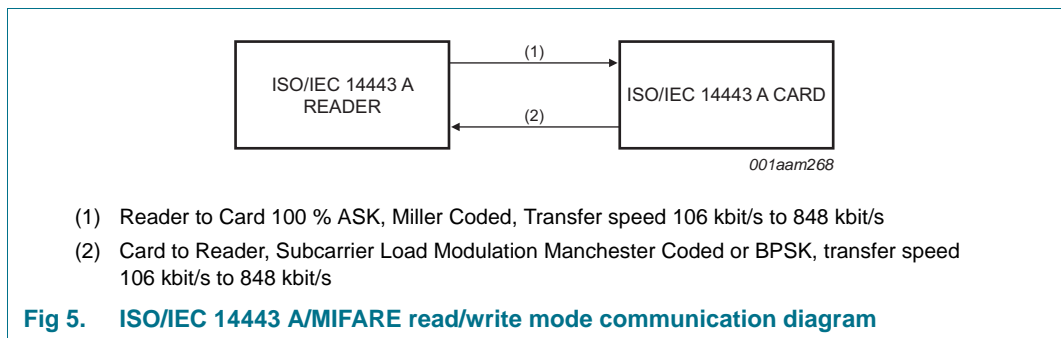 (1)
ISO/IEC 14443 A
READER
ISO/IEC 14443 A CARD
(2)
001aam268
(1) Reader to Card 100 % ASK, Miller Coded, Transfer speed 106 kbit/s to 848 kbit/s
(2) Card to Reader, Subcarrier Load Modulation Manchester Coded or BPSK, transfer speed
106 kbit/s to 848 kbit/s
Fig 5. ISO/IEC 14443 A/MIFARE read/write mode communication diagram